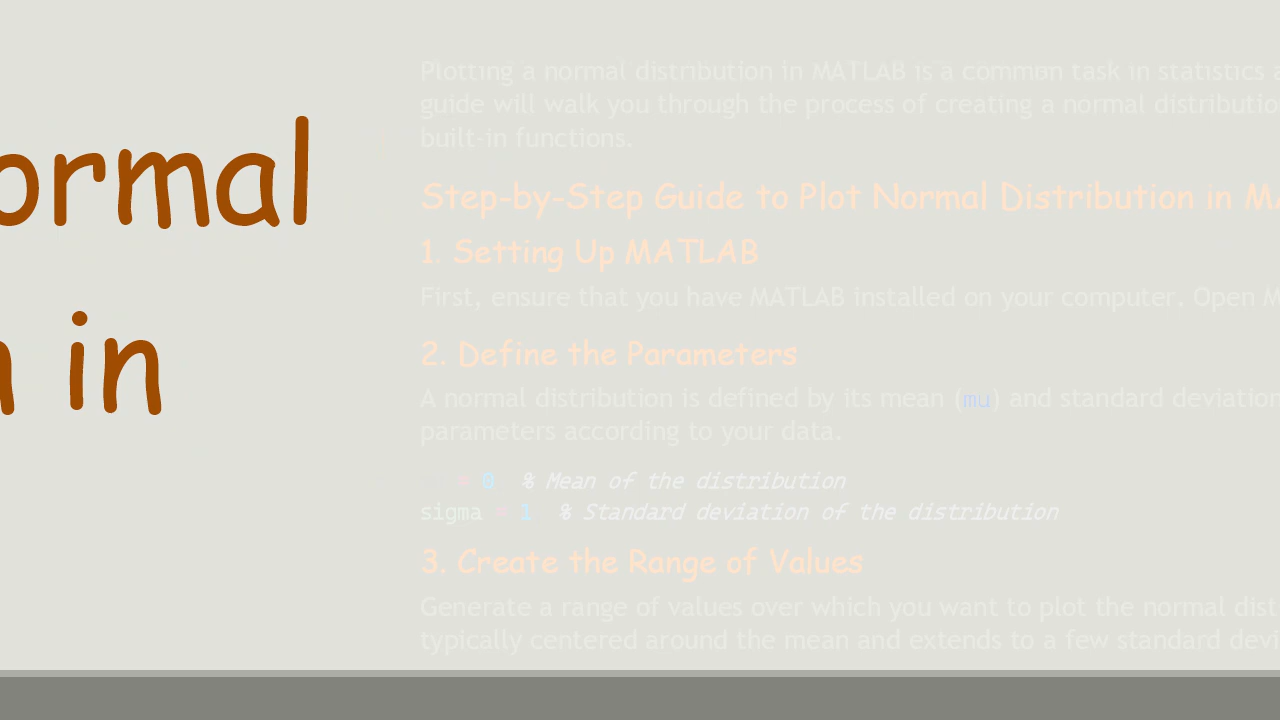 ormal
in
Plotting a normal distribution in MATLAB is a common task in statistics
guide will walk you through the process of creating a normal distributio
built-in functions.
Step-by-Step Guide to Plot Normal Distribution in MA
1. Setting Up MATLAB
First, ensure that you have MATLAB installed on your computer. Open M
2. Define the Parameters
A normal distribution is defined by its mean (mu) and standard deviation
parameters according to your data.
= 0 % Mean of the distribution
sigma = 1 % Standard deviation of the distribution
3. Create the Range of Values
Generate a range of values over which you want to plot the normal dist
typically centered around the mean and extends to a few standard devi